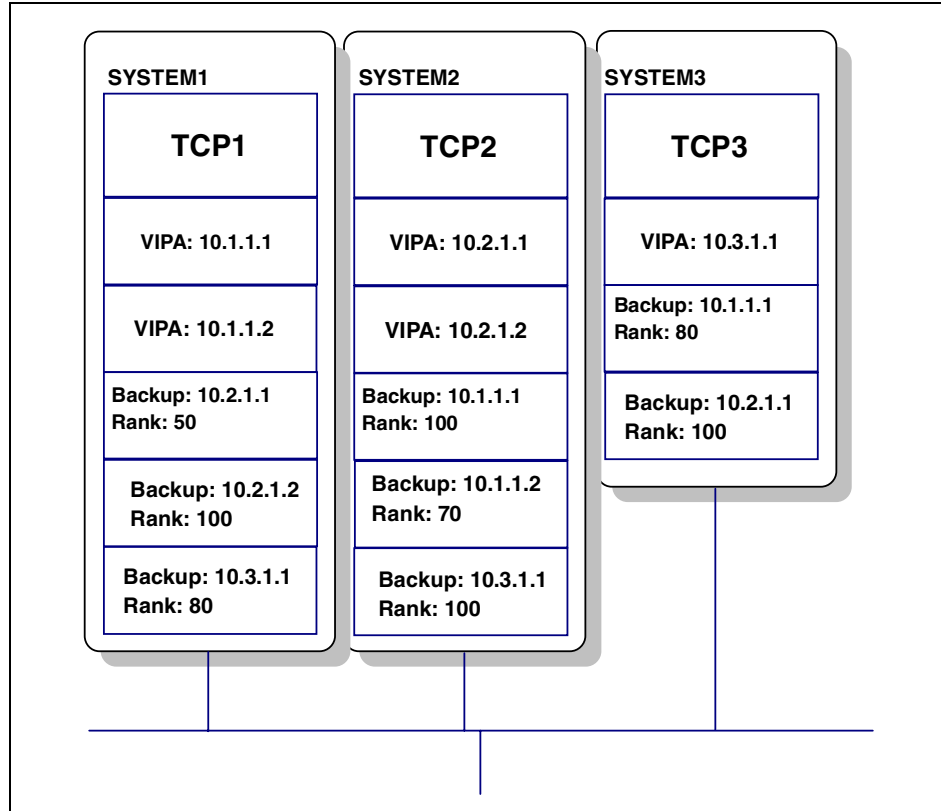 SYSTEM1
TCP1
VIPA: 10.1.1.1
VIPA: 10.1.1.2
Backup: 10.2.1.1
Rank: 50
Backup: 10.2.1.2
Rank: 100
Backup: 10.3.1.1
Rank: 80
SYSTEM2
TCP2
VIPA: 10.2.1.1
VIPA: 10.2.1.2
Backup: 10.1.1.1
Rank: 100
Backup: 10.1.1.2
Rank: 70
Backup: 10.3.1.1
Rank: 100
SYSTEM3
TCP3
VIPA: 10.3.1.1
Backup: 10.1.1.1
Rank: 80
Backup: 10.2.1.1
Rank: 100